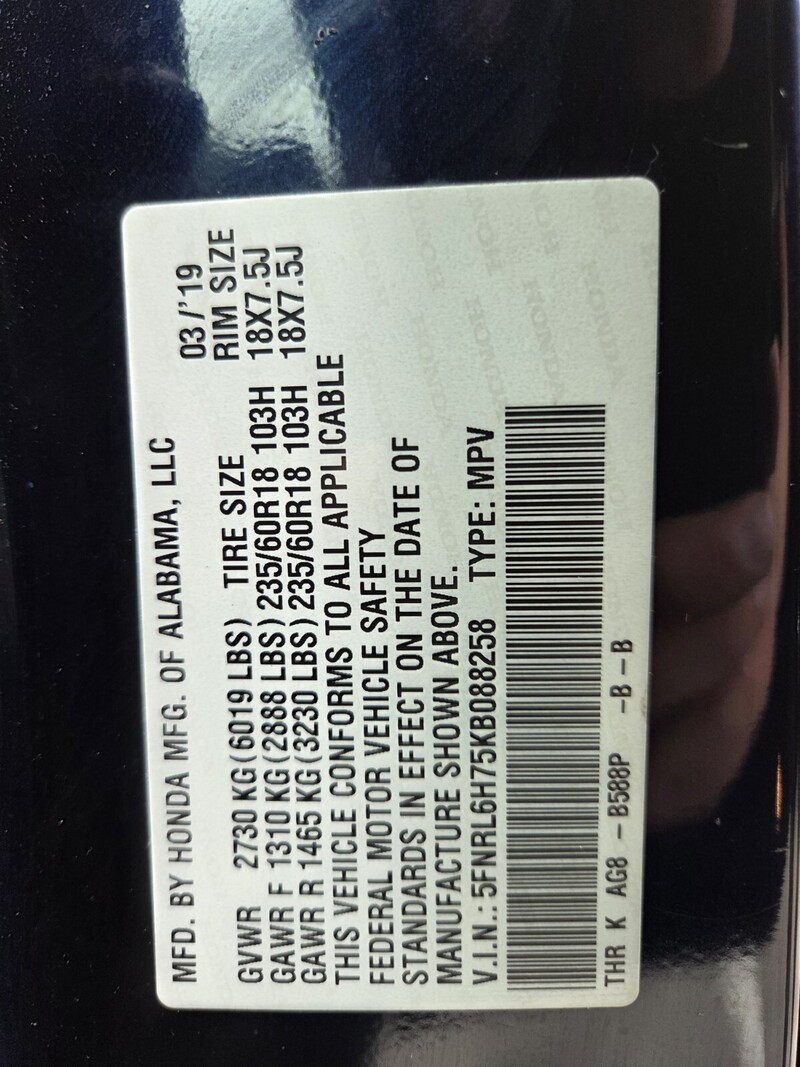 MFD. BY HONDA MFG. OF ALABAMA, LLC 03/'19
GVWR 2730 KG(6019 LBS) TIRE SIZE RIM SIZE
GAWR F 1310 KG(2888 LBS) 235/60R18 103H 18X7.5J
GAWR R 1465 KG(3230 LBS) 235/60R18 103H 18X7.5J
THIS VEHICLE CONFORMS TO ALL APPLICABLE
FEDERAL MOTOR VEHICLE SAFETY
STANDARDS IN EFFECT ON THE DATE OF
MANUFACTURE SHOWN ABOVE.
V.I.N.: 5FNRL6H75KB088258 TYPE: MPV
THR K AG8 -B588P -B-B